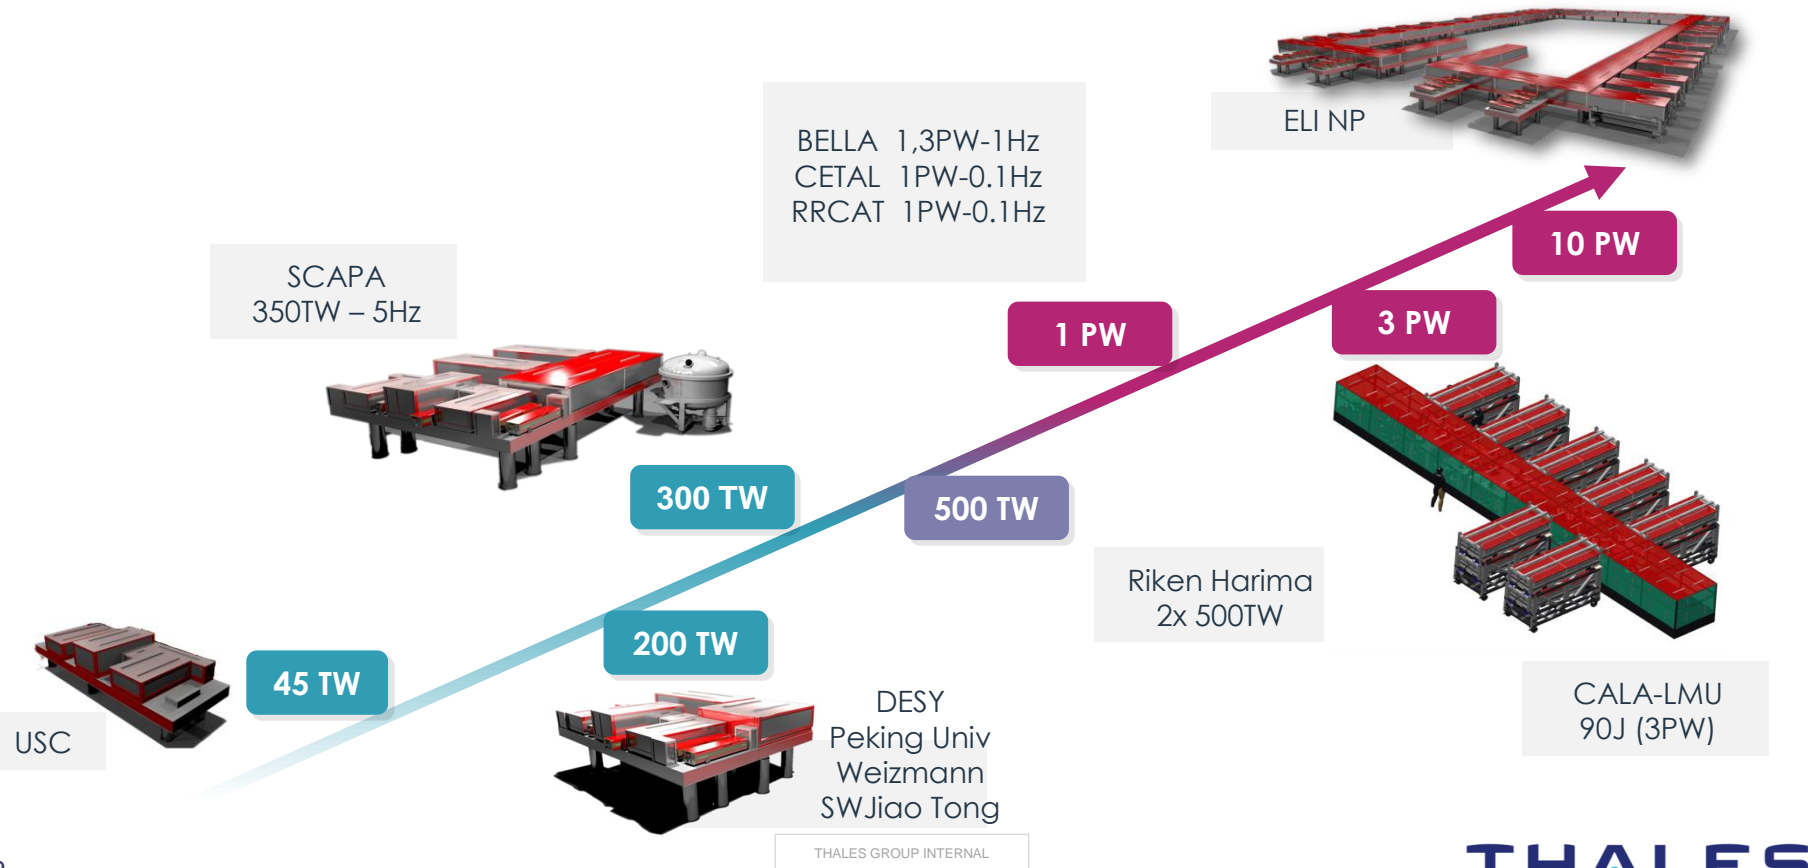 ELI NP
BELLA 1,3PW-1Hz
CETAL 1PW-0.1Hz
RRCAT 1PW-0.1Hz
10 PW
SCAPA
350TW – 5Hz
3 PW
1 PW
300 TW
500 TW
Riken Harima
2x 500TW
200 TW
45 TW
CALA-LMU
90J (3PW)
USC
DESY
Peking Univ
Weizmann
SWJiao Tong
THALES GROUP INTERNAL
THALES